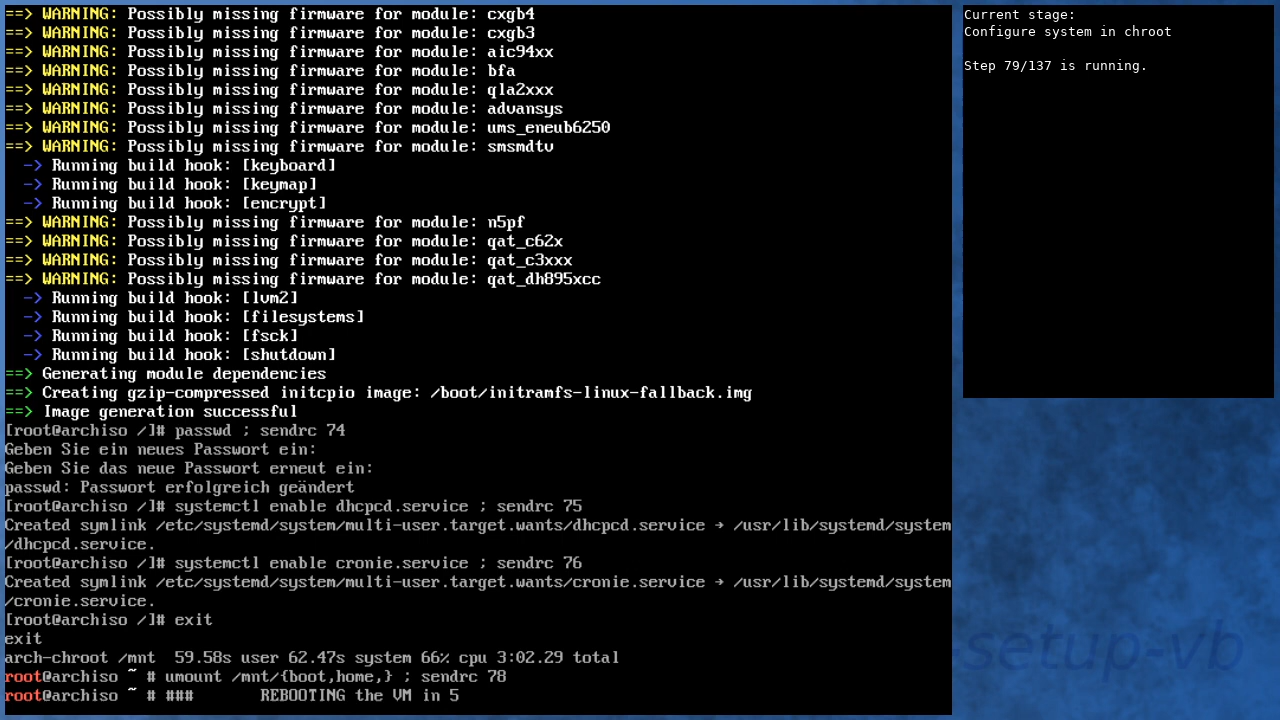 ==> WARNING: Possibly missing firmware for module: cxgb4
==> WARNING: Possibly missing firmware for module: cxgb3
==> WARNING: Possibly missing firmware for module: aic94xx
==> WARNING: Possibly missing firmware for module: bfa
==> WARNING: Possibly missing firmware for module: qla2xxx
==> WARNING: Possibly missing firmware for module: advansys
==> WARNING: Possibly missing firmware for module: ums_eneub6250
==> WARNING: Possibly missing firmware for module: smsmdtv
  -> Running build hook: [keyboard]
  -> Running build hook: [keymap]
  -> Running build hook: [encrypt]
==> WARNING: Possibly missing firmware for module: n5pf
==> WARNING: Possibly missing firmware for module: qat_c62x
==> WARNING: Possibly missing firmware for module: qat_c3xxx
==> WARNING: Possibly missing firmware for module: qat_dh895xcc
  -> Running build hook: [lvm2]
  -> Running build hook: [filesystems]
  -> Running build hook: [fsck]
  -> Running build hook: [shutdown]
==> Generating module dependencies
==> Creating gzip-compressed initcpio image: /boot/initramfs-linux-fallback.img
==> Image generation successful
[root@archiso /]# passwd ; sendrc 74
Geben Sie ein neues Passwort ein:
Geben Sie das neue Passwort erneut ein:
passwd: Passwort erfolgreich geändert
[root@archiso /]# systemctl enable dhcpcd.service ; sendrc 75
Created symlink /etc/systemd/system/multi-user.target.wants/dhcpcd.service → /usr/lib/systemd/system
/dhcpcd.service.
[root@archiso /]# systemctl enable cronie.service ; sendrc 76
Created symlink /etc/systemd/system/multi-user.target.wants/cronie.service → /usr/lib/systemd/system
/cronie.service.
[root@archiso /]# exit
exit
arch-chroot /mnt  59.58s user 62.47s system 66% cpu 3:02.29 total
root@archiso ~ # umount /mnt/{boot,home,} ; sendrc 78
root@archiso ~ # ###       REBOOTING the VM in 5
Current stage:
Configure system in chroot
Step 79/137 is running.
-setup-vb